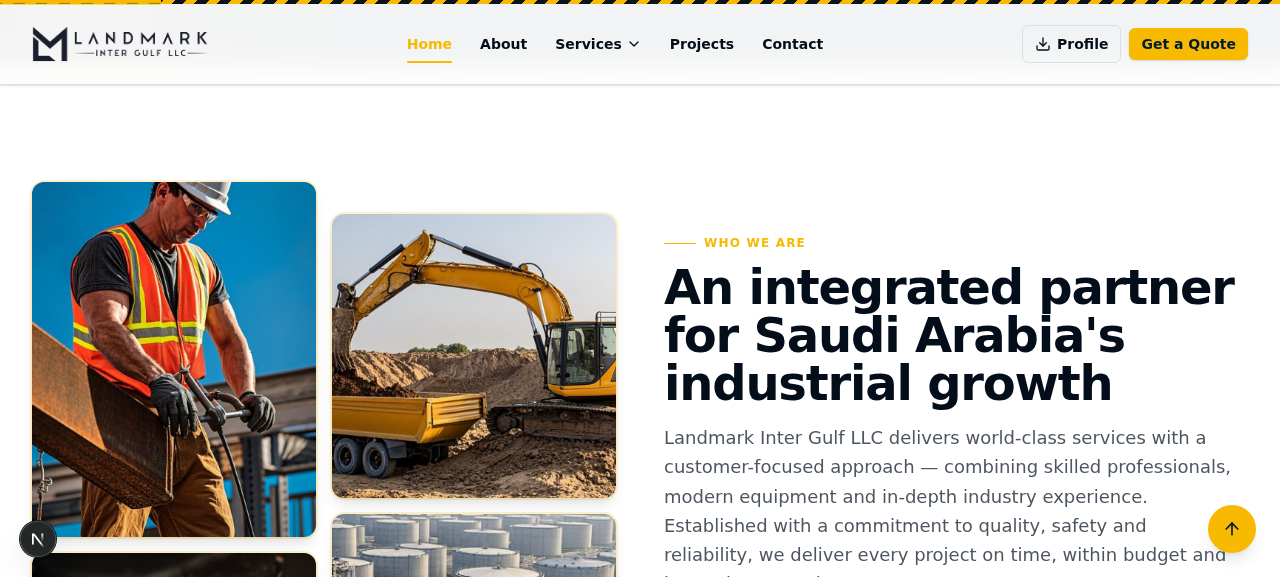 LANDMARK
INTER GULF LLC
Home
About
Services
Projects
Contact
Profile
Get a Quote
WHO WE ARE
An integrated partner
for Saudi Arabia's
industrial growth
Landmark Inter Gulf LLC delivers world-class services with a
customer-focused approach — combining skilled professionals,
modern equipment and in-depth industry experience.
Established with a commitment to quality, safety and
reliability, we deliver every project on time, within budget and
N